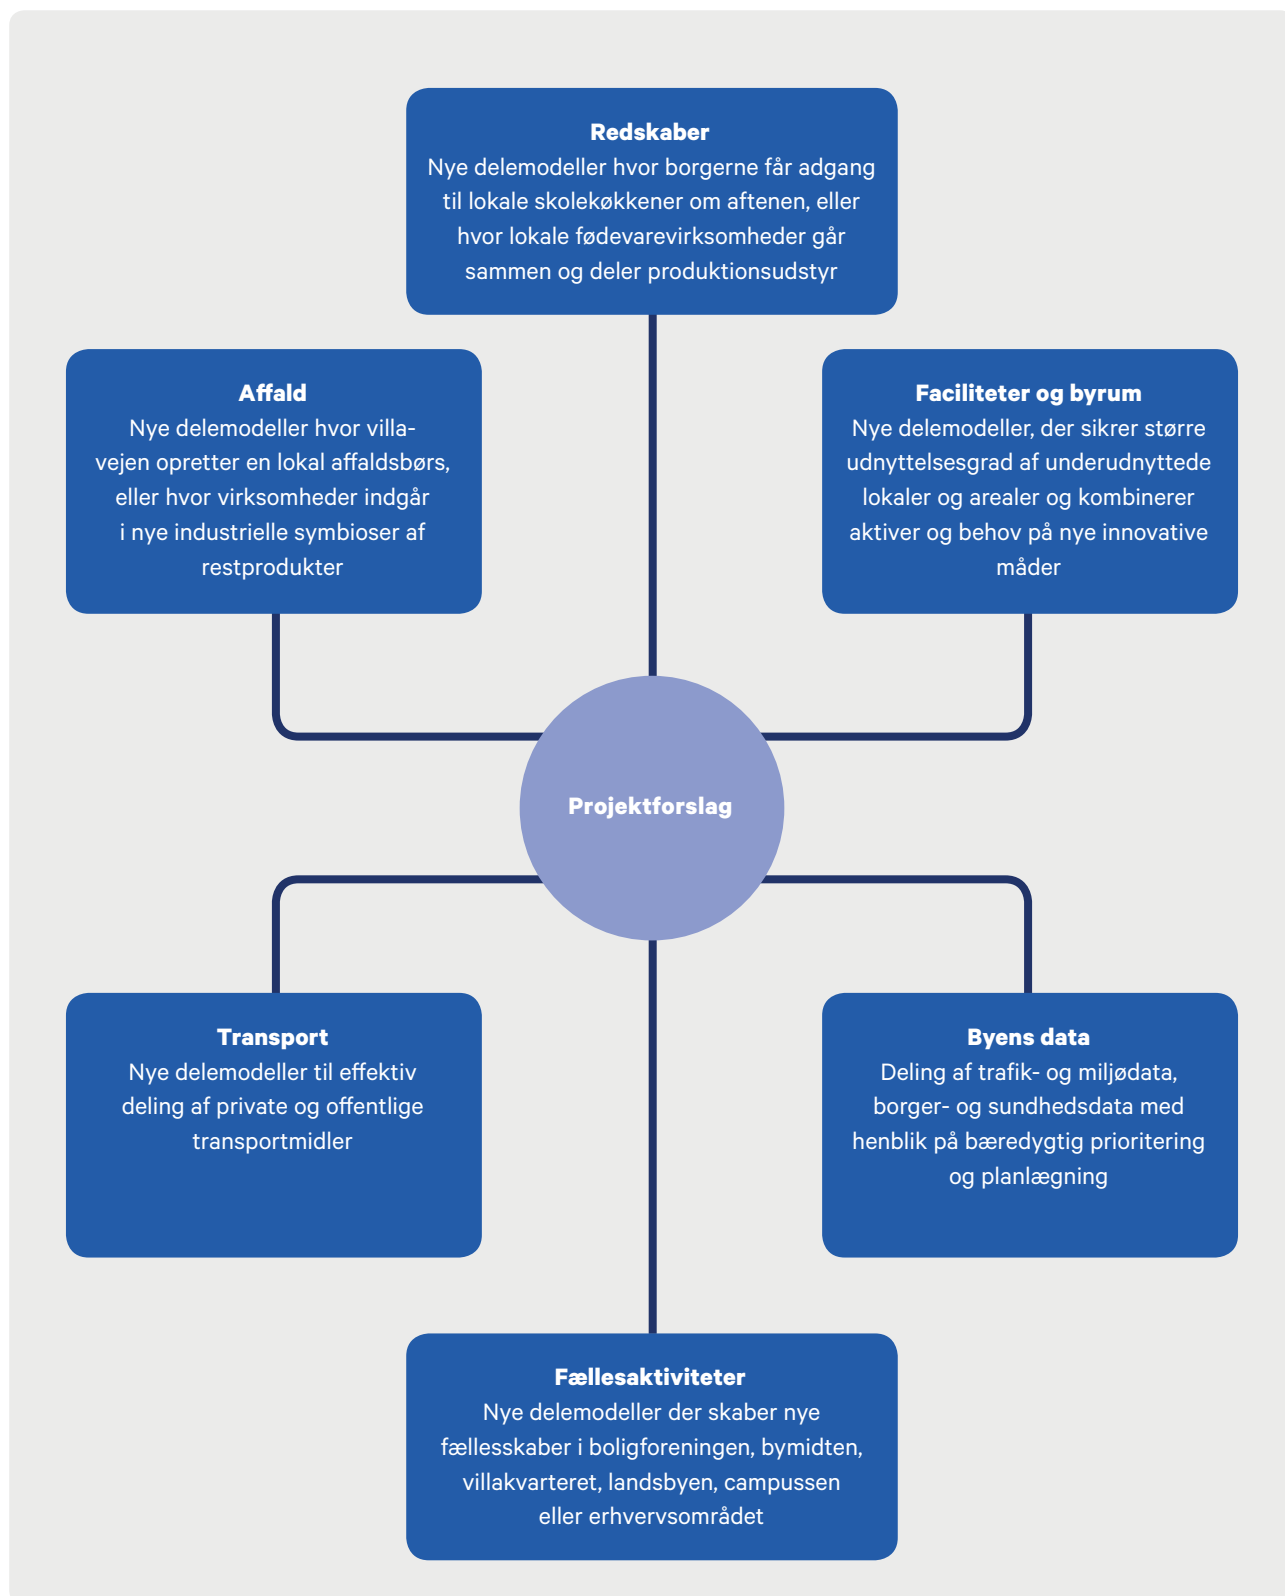 Redskaber
Nye delemodeller hvor borgerne får adgang
til lokale skolekøkkener om aftenen, eller
hvor lokale fødevarevirksomheder går
sammen og deler produktionsudstyr
Affald
Nye delemodeller hvor villa-
vejen opretter en lokal affaldsbørs,
eller hvor virksomheder indgår
i nye industrielle symbioser af
restprodukter
Faciliteter og byrum
Nye delemodeller, der sikrer større
udnyttelsesgrad af underudnyttede
lokaler og arealer og kombinerer
aktiver og behov på nye innovative
måder
Projektforslag
Transport
Nye delemodeller til effektiv
deling af private og offentlige
transportmidler
Byens data
Deling af trafik- og miljødata,
borger- og sundhedsdata med
henblik på bæredygtig prioritering
og planlægning
Fællesaktiviteter
Nye delemodeller der skaber nye
fællesskaber i boligforeningen, bymidten,
villakvarteret, landsbyen, campussen
eller erhvervsområdet